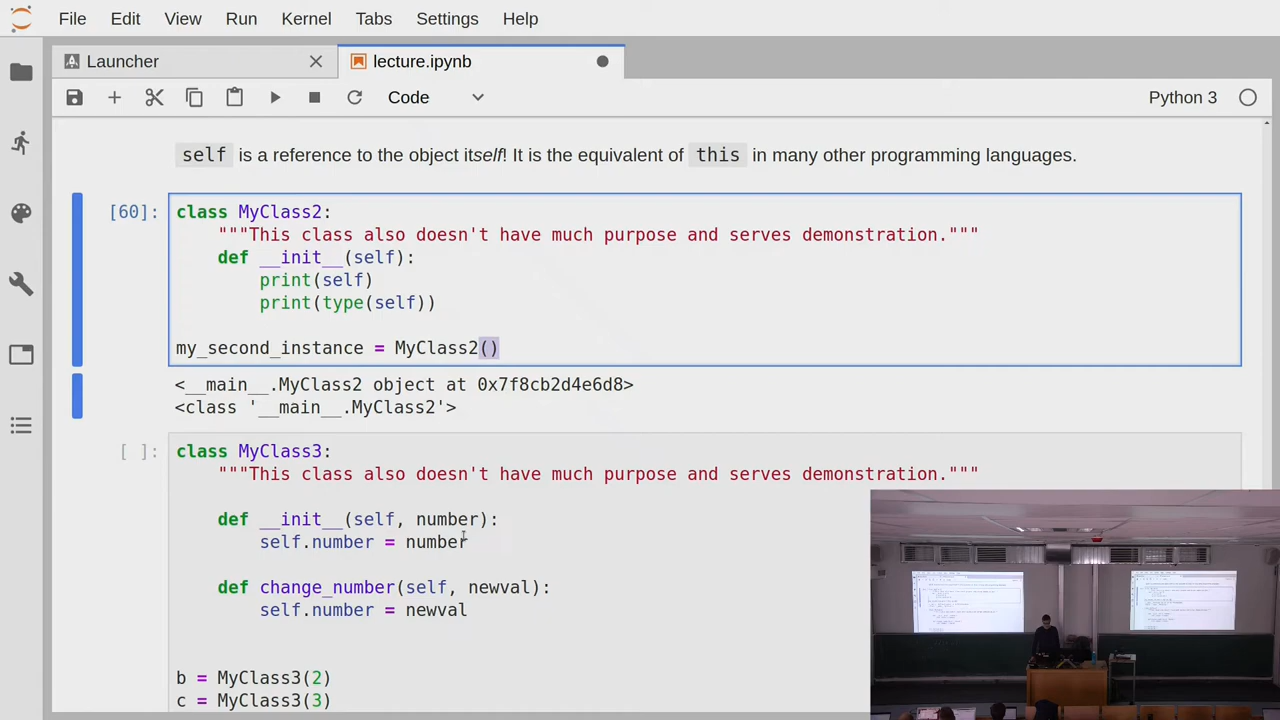 File Edit View Run Kernel Tabs Settings Help
Launcher lecture.ipynb
Code Python 3
self is a reference to the object itself! It is the equivalent of this in many other programming languages.
[60]: class MyClass2:
"""This class also doesn't have much purpose and serves demonstration."""
def __init__(self):
print(self)
print(type(self))
my_second_instance = MyClass2()
<__main__.MyClass2 object at 0x7f8cb2d4e6d8>
<class '__main__.MyClass2'>
[ ]: class MyClass3:
"""This class also doesn't have much purpose and serves demonstration."""
def __init__(self, number):
self.number = number
def change_number(self, newval):
self.number = newval
b = MyClass3(2)
c = MyClass3(3)